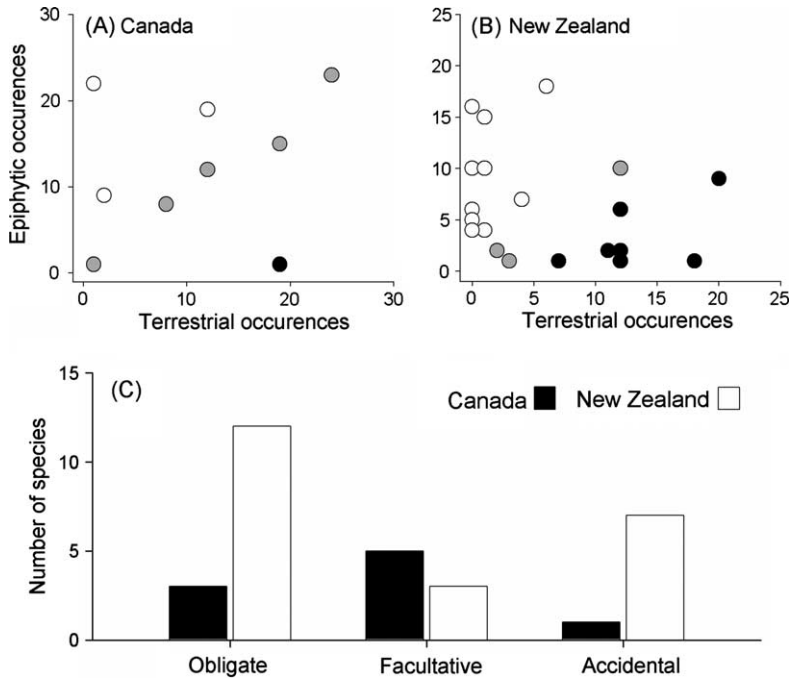 (A) Canada
30
20
10
0
Epiphytic occurences
0 10 20 30
Terrestrial occurences
(B) New Zealand
25
20
15
10
5
0
0 5 10 15 20 25
Terrestrial occurences
(C)
Canada New Zealand
15
10
5
0
Number of species
Obligate Facultative Accidental